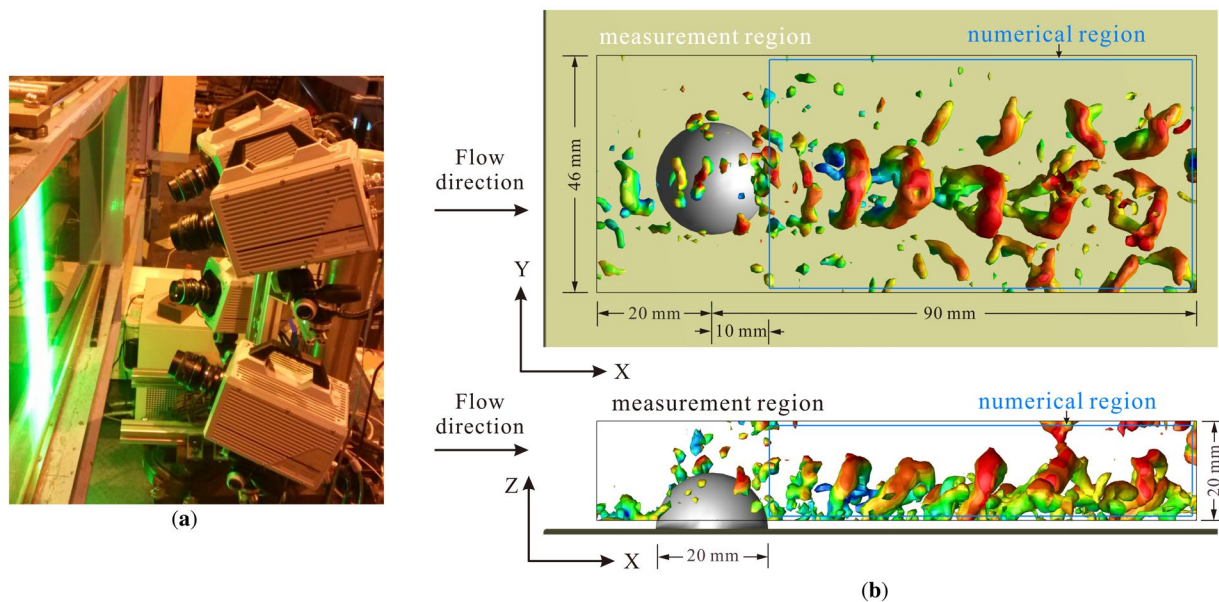 measurement region
numerical region
Flow
direction
46 mm
Y
X
20 mm
90 mm
10 mm
Flow
direction
measurement region
numerical region
Z
X
20 mm
20 mm
(a)
(b)